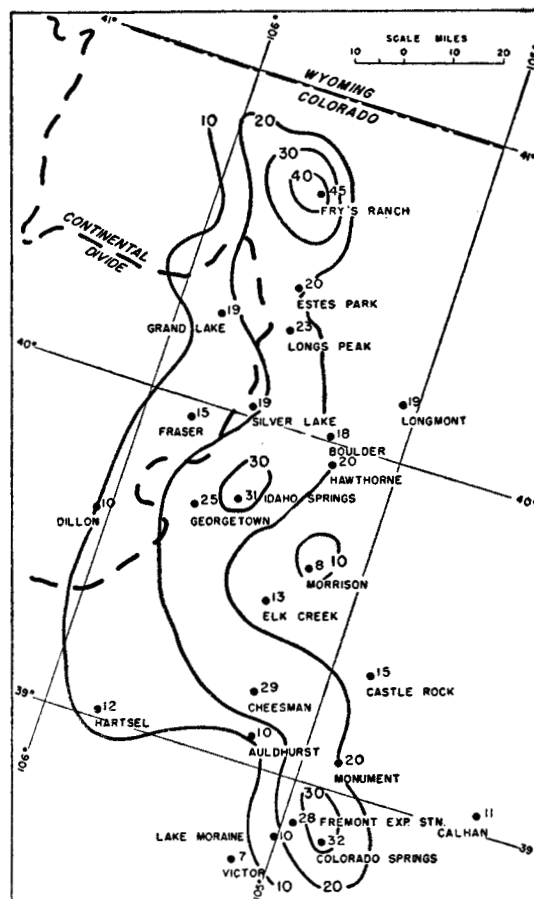 41°
106°
SCALE MILES
10 0 10 20
105°
WYOMING
COLORADO
41°
10
20
30
40
45
FRY'S RANCH
CONTINENTAL
DIVIDE
20
ESTES PARK
19
GRAND LAKE
23
LONGS PEAK
40°
19
SILVER LAKE
19
LONGMONT
15
FRASER
18
BOULDER
20
HAWTHORNE
30
31 IDAHO SPRINGS
25
GEORGETOWN
40°
10
DILLON
10
8
MORRISON
13
ELK CREEK
15
CASTLE ROCK
29
CHEESMAN
39°
12
HARTSEL
10
AULDHURST
106°
20
MONUMENT
30
28 FREMONT EXP. STN.
11
CALHAN
LAKE MORAINE 10
32
COLORADO SPRINGS
39°
7
VICTOR
105°
10
20